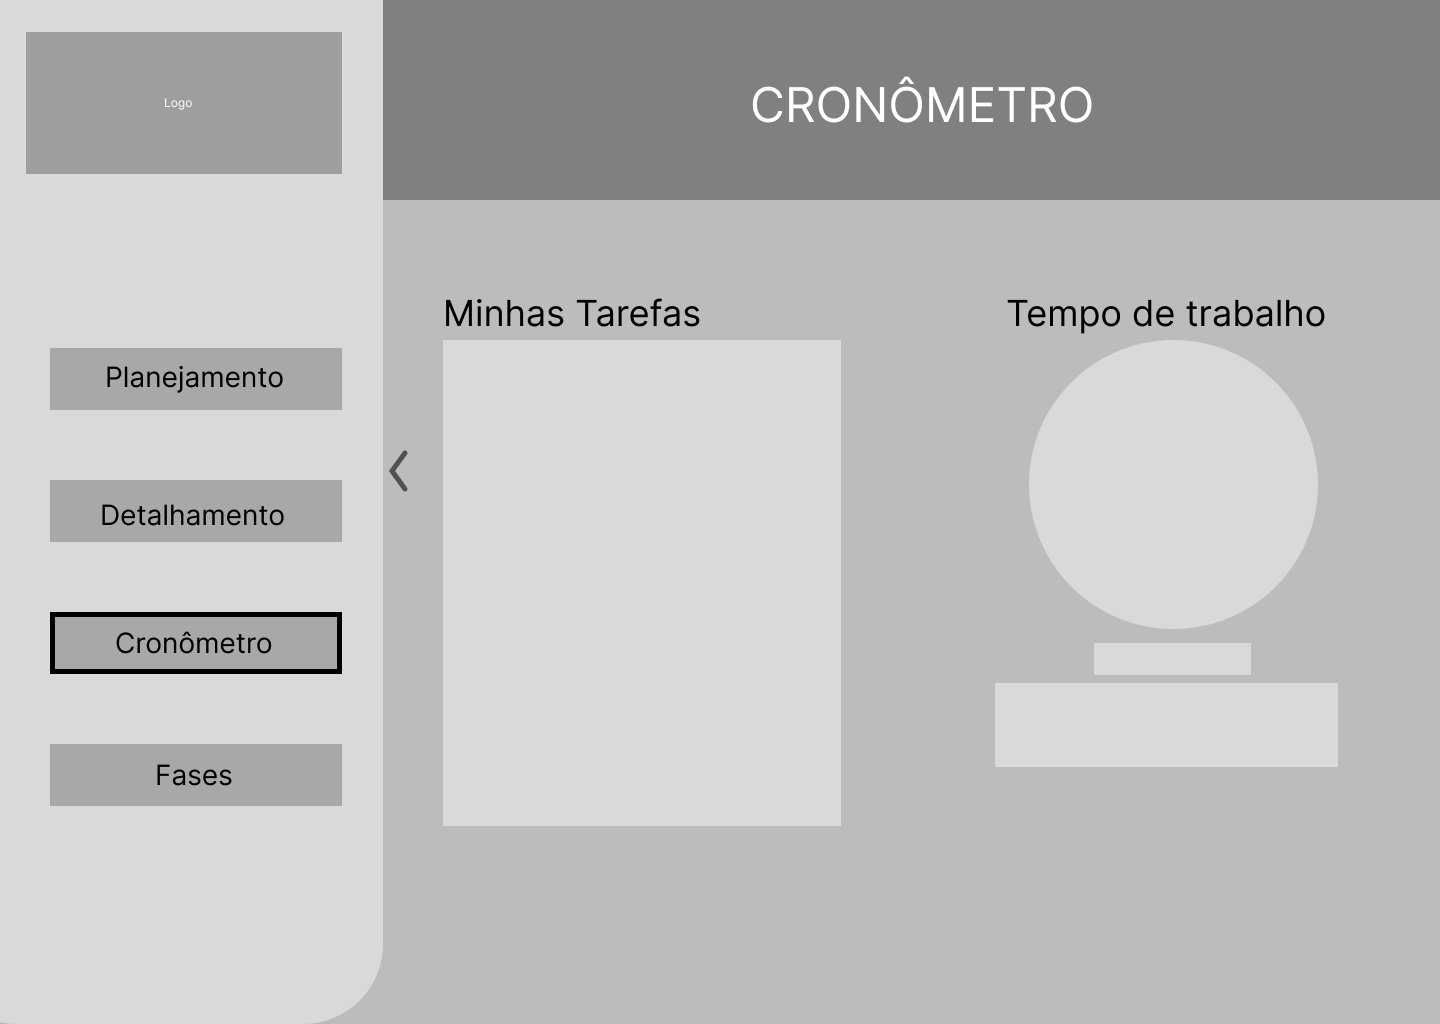 Logo
CRONÔMETRO
Planejamento
Detalhamento
Cronômetro
Fases
Minhas Tarefas
Tempo de trabalho